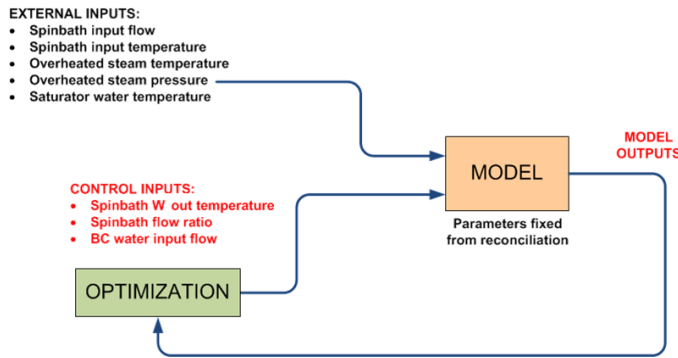 EXTERNAL INPUTS:
• Spinbath input flow
• Spinbath input temperature
• Overheated steam temperature
• Overheated steam pressure
• Saturator water temperature
MODEL
OUTPUTS
MODEL
CONTROL INPUTS:
• Spinbath W out temperature
• Spinbath flow ratio
• BC water input flow
Parameters fixed
from reconciliation
OPTIMIZATION